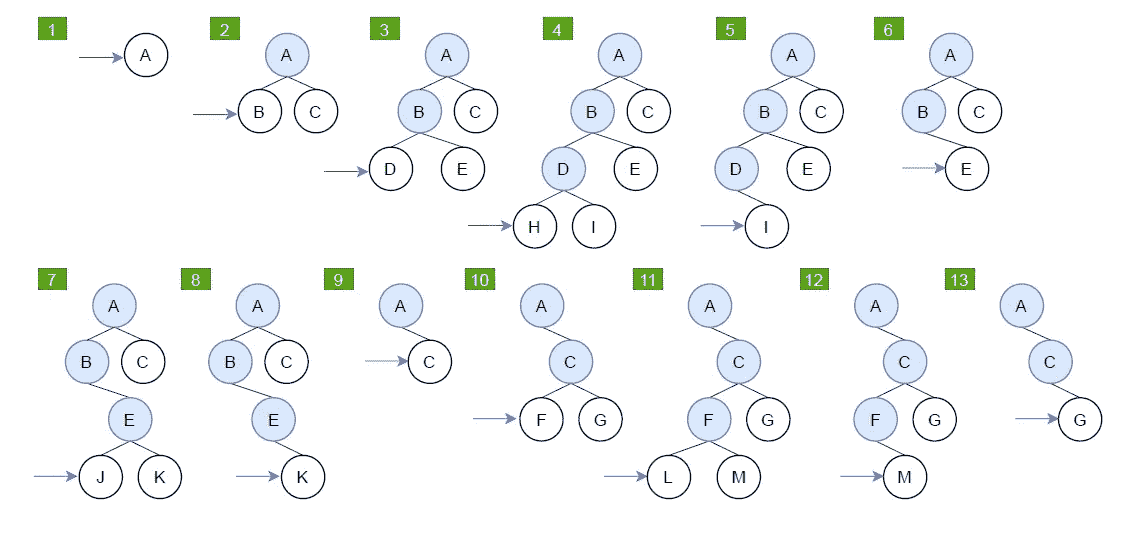 1 2 3 4 5 6
A A A A A A
B C B C B C B C B C
D E D E D E E
H I I
7 8 9 10 11 12 13
A A A A A A A
B C B C C C C C C
E E F G F G F G G
J K K L M M